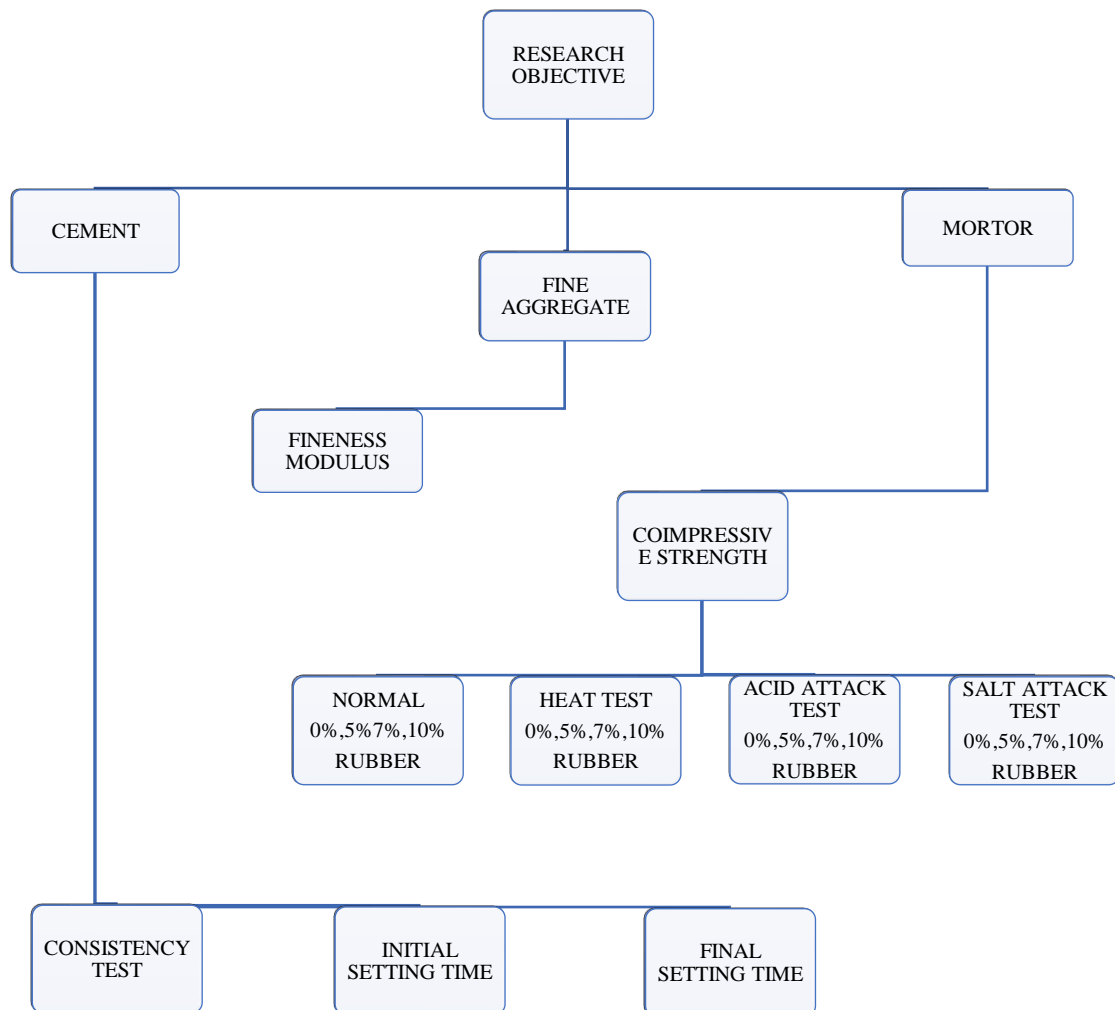 RESEARCH
OBJECTIVE
CEMENT
MORTOR
FINE
AGGREGATE
FINENESS
MODULUS
COIMPRESSIV
E STRENGTH
NORMAL
0%,5%7%,10%
RUBBER
HEAT TEST
0%,5%,7%,10%
RUBBER
ACID ATTACK
TEST
0%,5%,7%,10%
RUBBER
SALT ATTACK
TEST
0%,5%,7%,10%
RUBBER
CONSISTENCY
TEST
INITIAL
SETTING TIME
FINAL
SETTING TIME